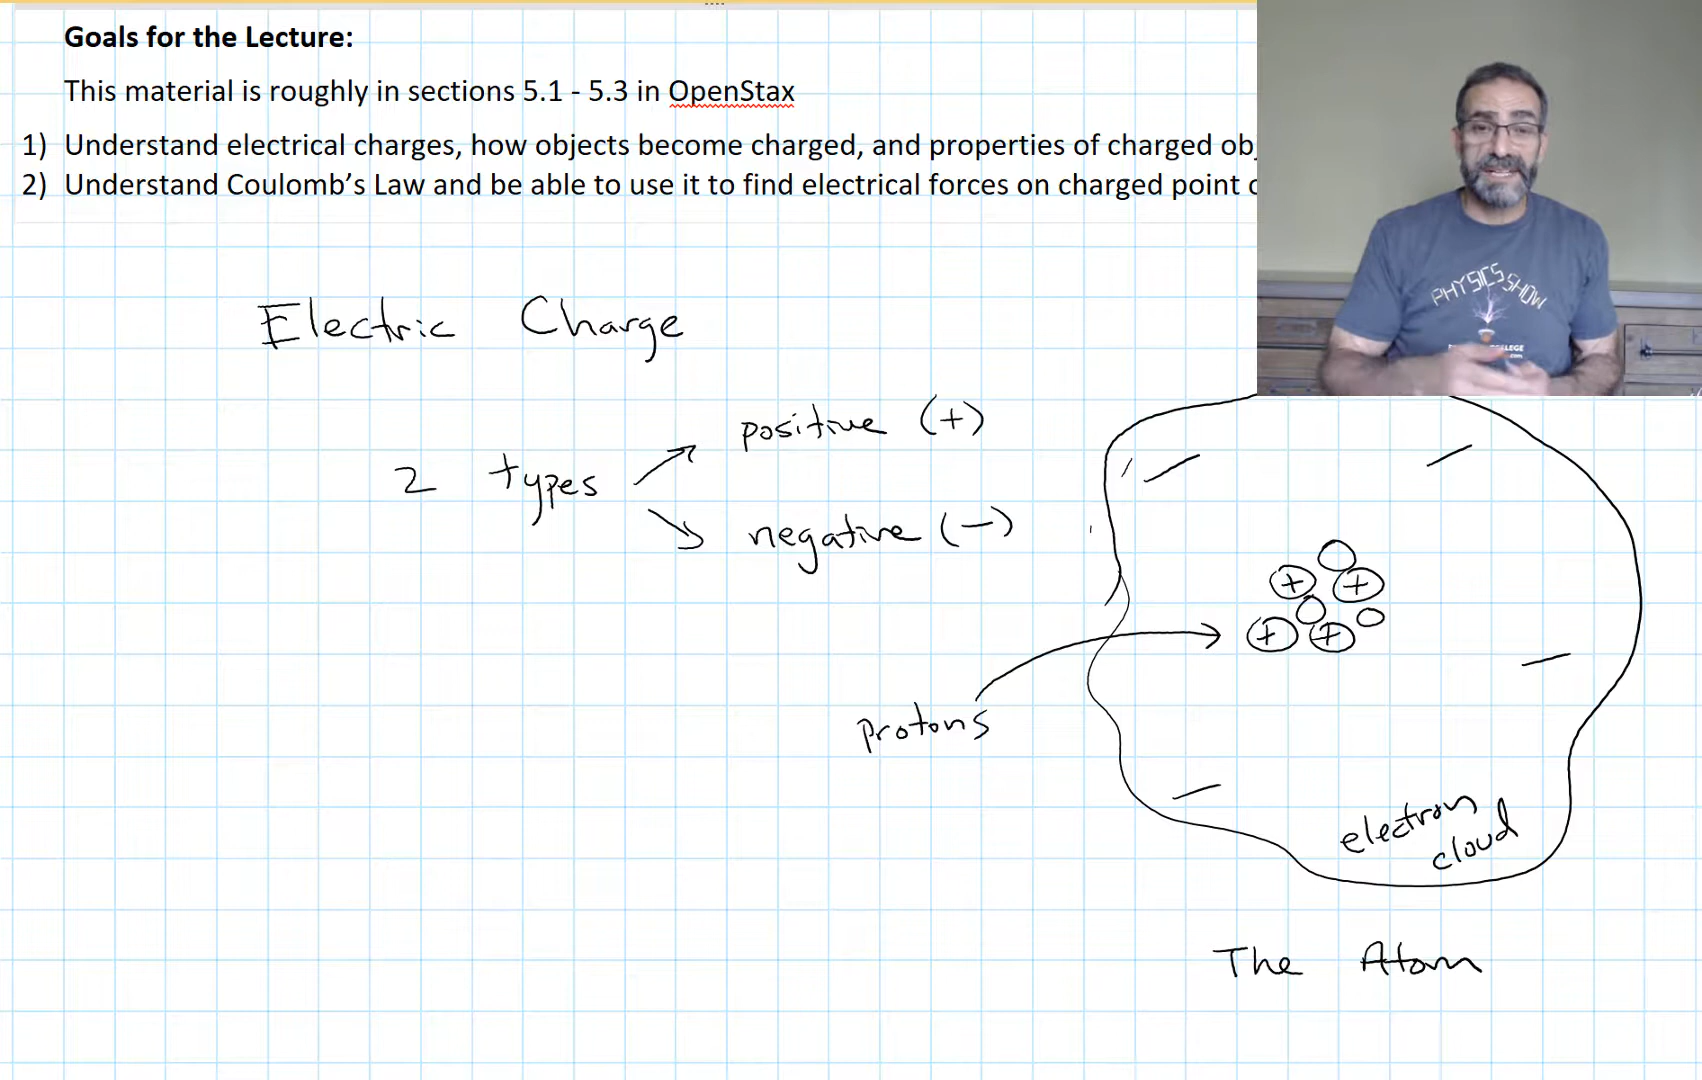 Goals for the Lecture:
This material is roughly in sections 5.1 - 5.3 in OpenStax
1) Understand electrical charges, how objects become charged, and properties of charged
2) Understand Coulomb's Law and be able to use it to find electrical forces on charged point
Electric Charge
2 types
positive (+)
negative (-)
protons
electron
cloud
The Atom
PHYSICS SHOW